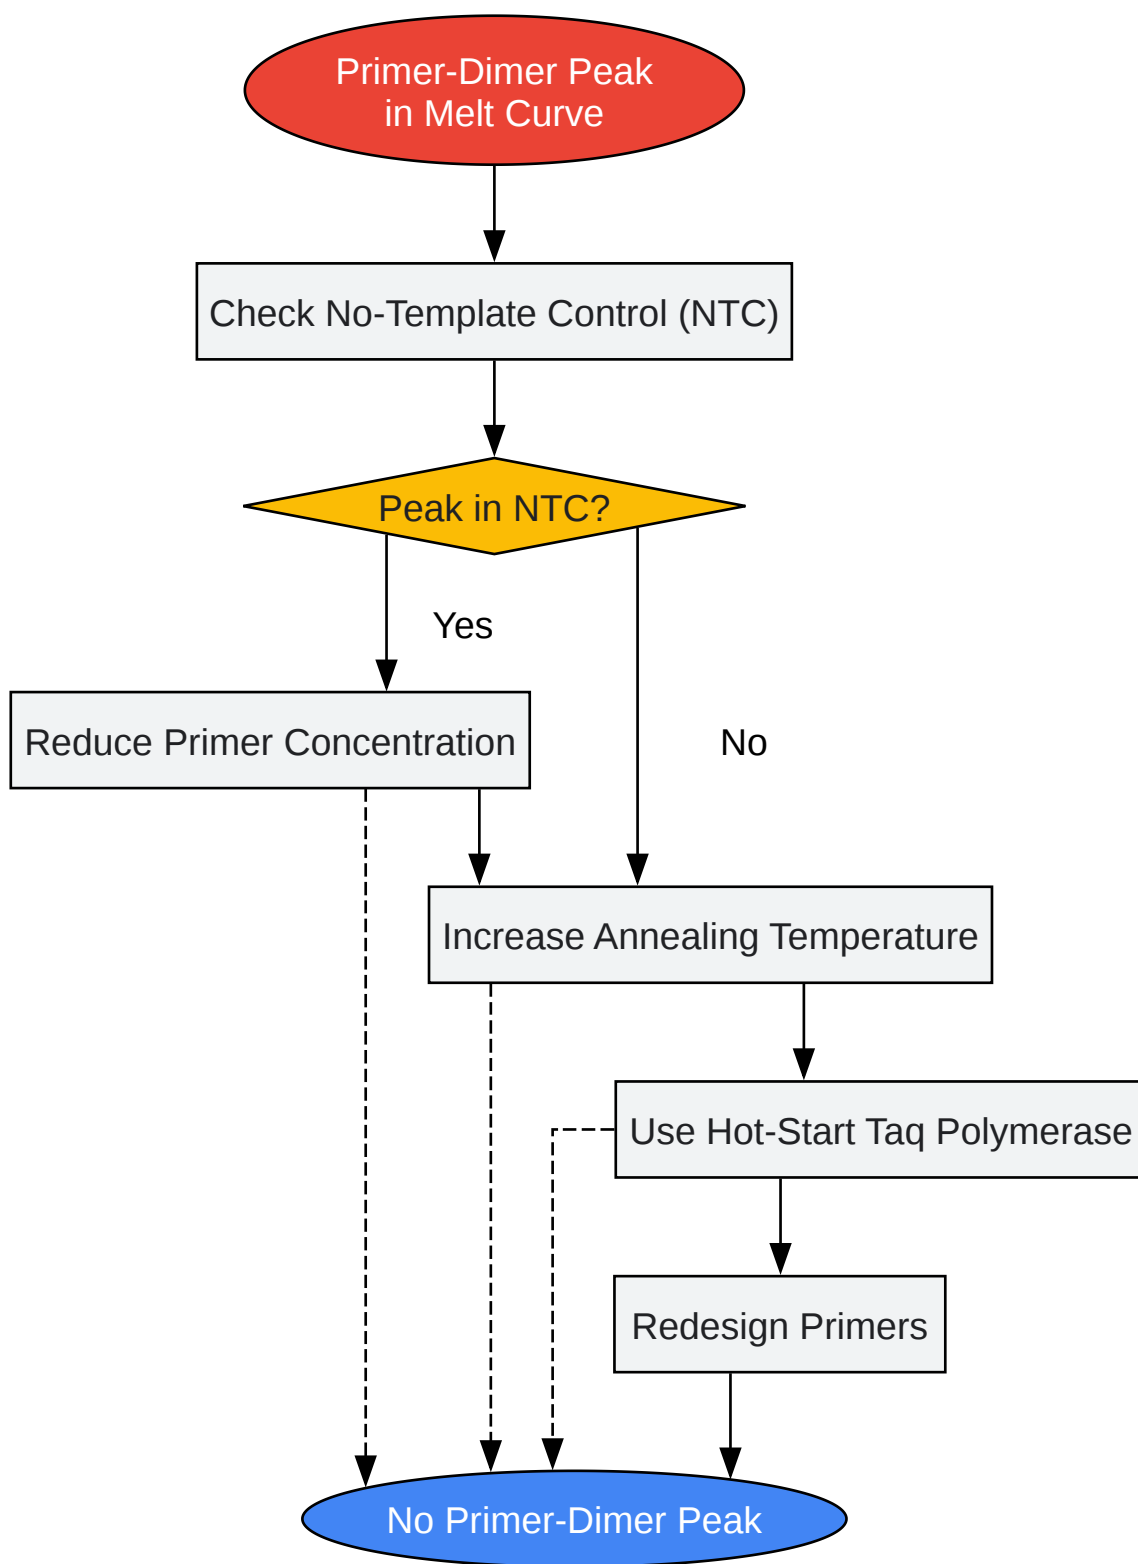 Primer-Dimer Peak
in Melt Curve
Check No-Template Control (NTC)
Peak in NTC?
Yes
Reduce Primer Concentration
No
Increase Annealing Temperature
Use Hot-Start Taq Polymerase
Redesign Primers
No Primer-Dimer Peak